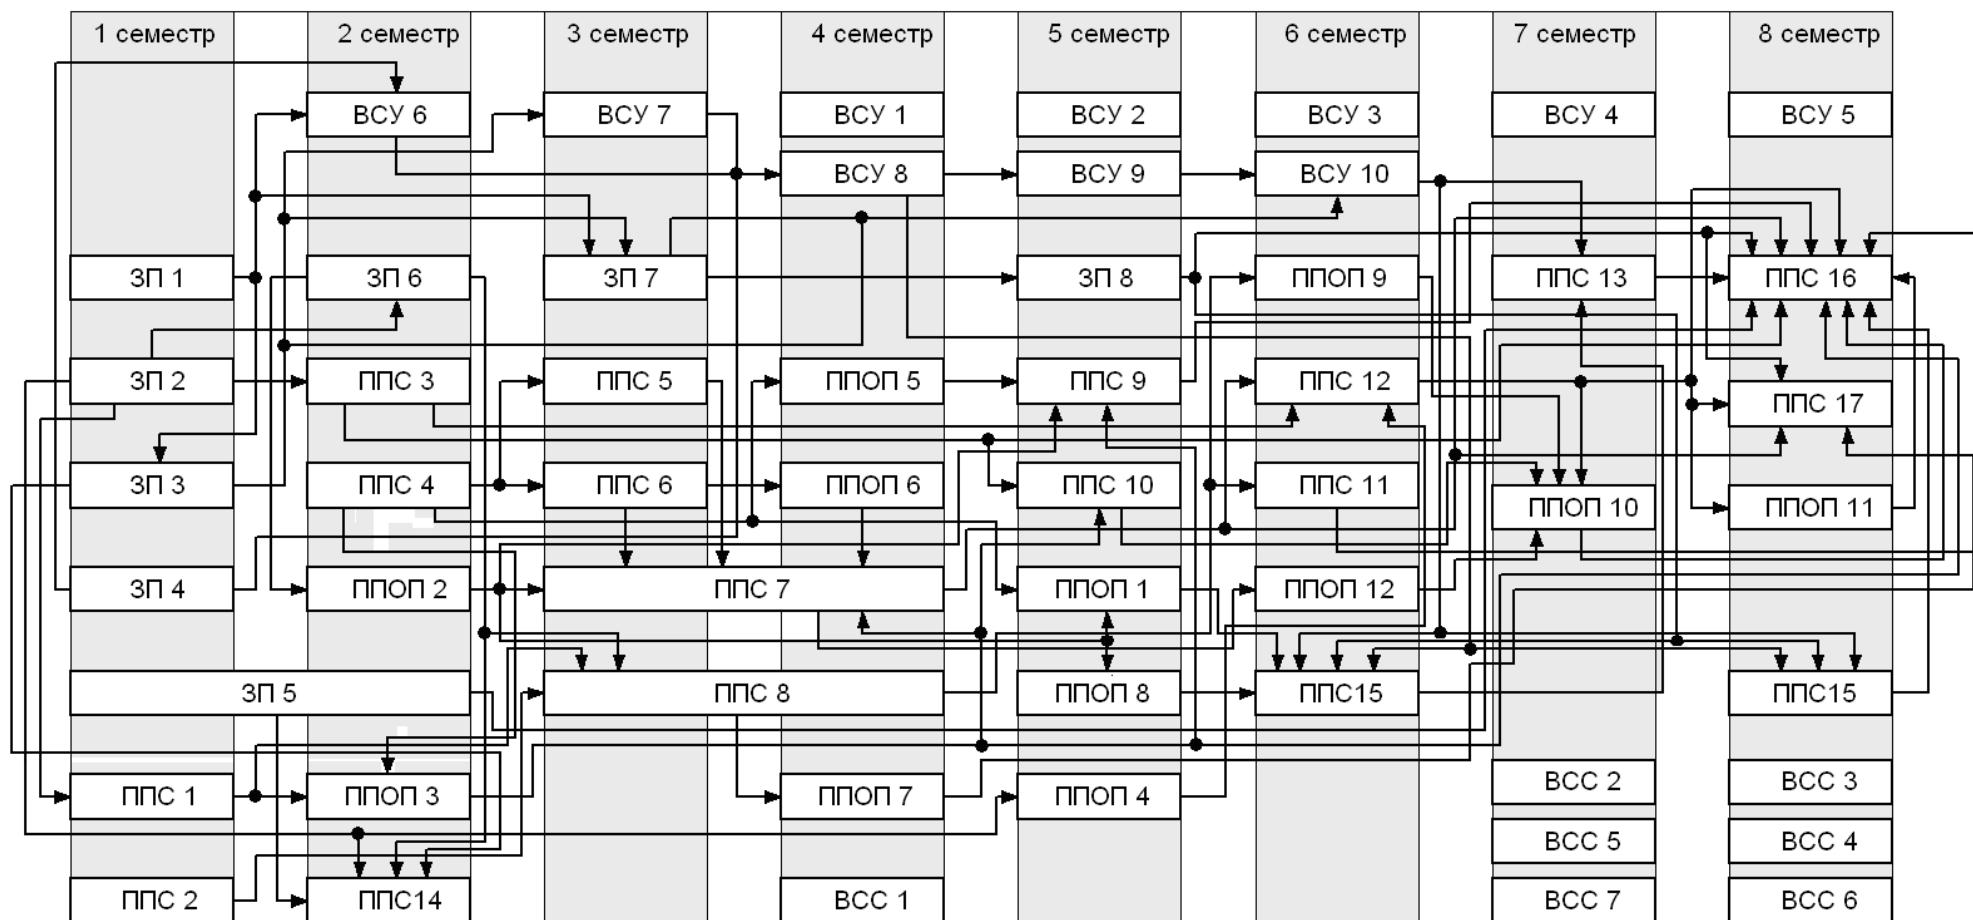 1 семестр 2 семестр 3 семестр 4 семестр 5 семестр 6 семестр 7 семестр 8 семестр
ВСУ 6 ВСУ 7 ВСУ 1 ВСУ 2 ВСУ 3 ВСУ 4 ВСУ 5
ВСУ 8 ВСУ 9 ВСУ 10
ЗП 1 ЗП 6 ЗП 7 ЗП 8 ППОП 9 ППС 13 ППС 16
ЗП 2 ППС 3 ППС 5 ППОП 5 ППС 9 ППС 12 ППС 17
ЗП 3 ППС 4 ППС 6 ППОП 6 ППС 10 ППС 11 ППОП 10 ППОП 11
ЗП 4 ППОП 2 ППС 7 ППОП 1 ППОП 12
ЗП 5 ППС 8 ППОП 8 ППС15 ППС15
ППС 1 ППОП 3 ППОП 7 ППОП 4 ВСС 2 ВСС 3
ВСС 5 ВСС 4
ППС 2 ППС14 ВСС 1 ВСС 7 ВСС 6